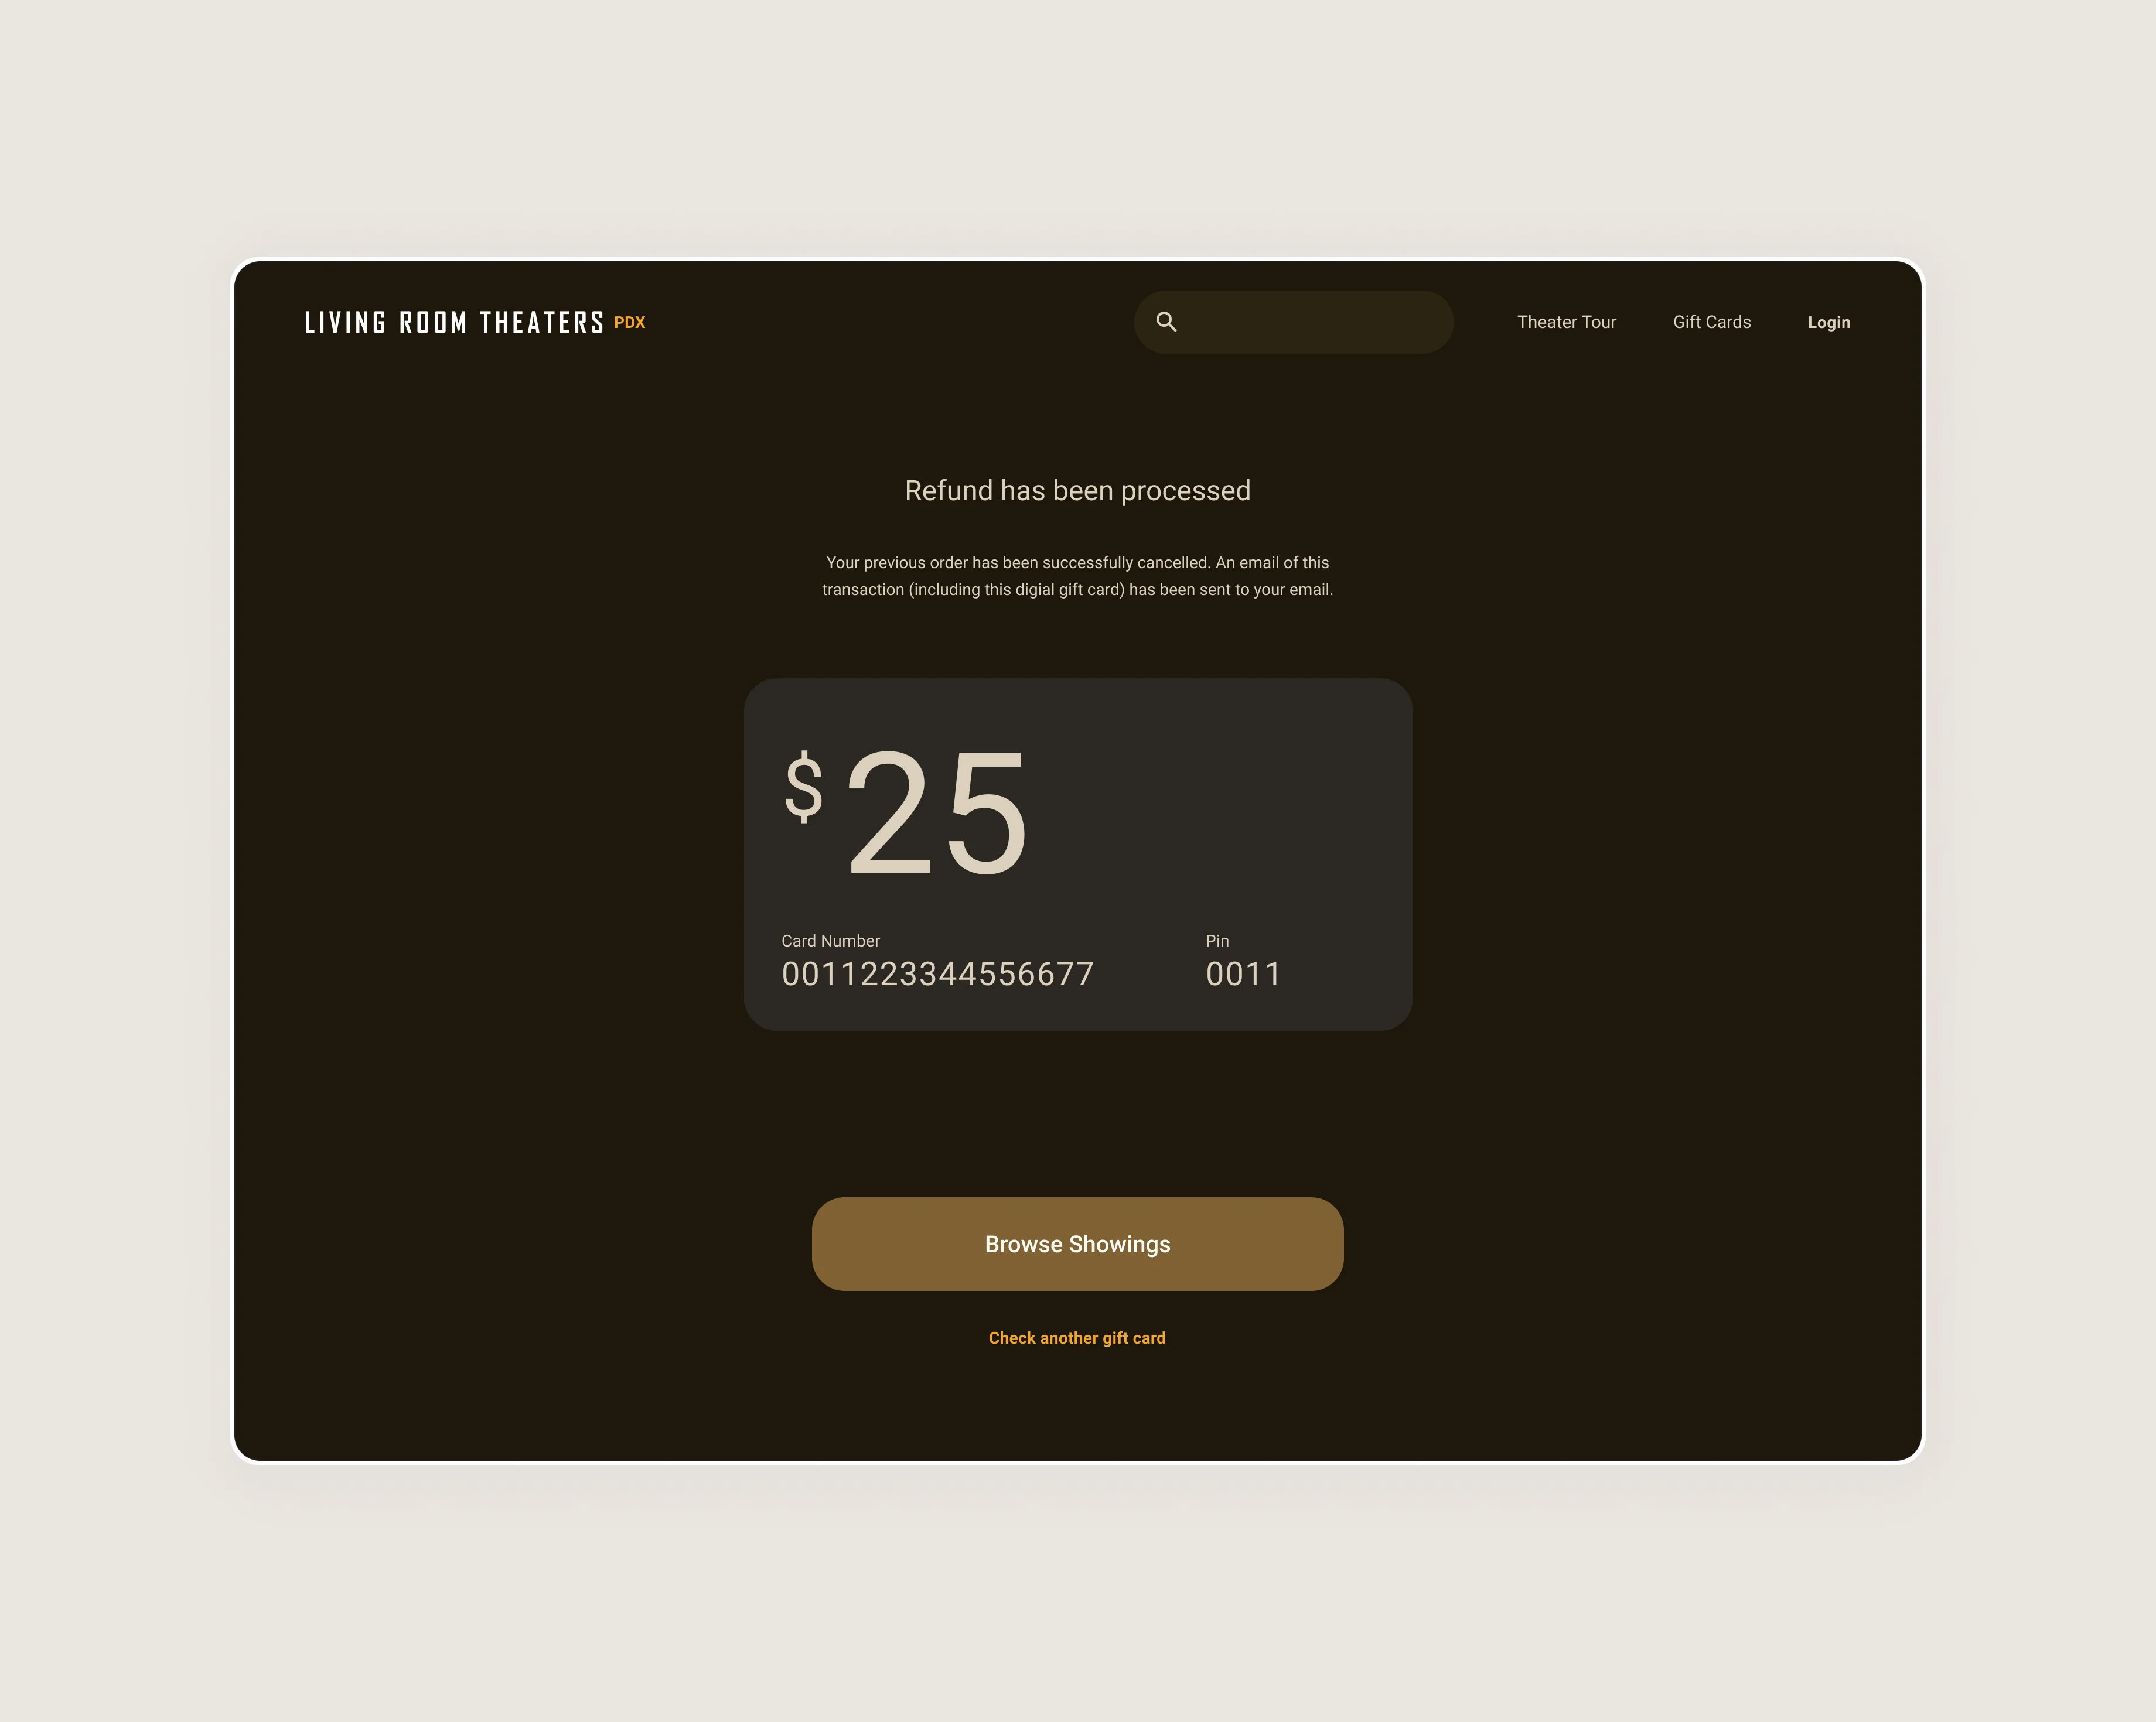 LIVING ROOM THEATERS PDX
Theater Tour
Gift Cards
Login
Refund has been processed
Your previous order has been successfully cancelled. An email of this
transaction (including this digial gift card) has been sent to your email.
$25
Card Number
0011223344556677
Pin
0011
Browse Showings
Check another gift card